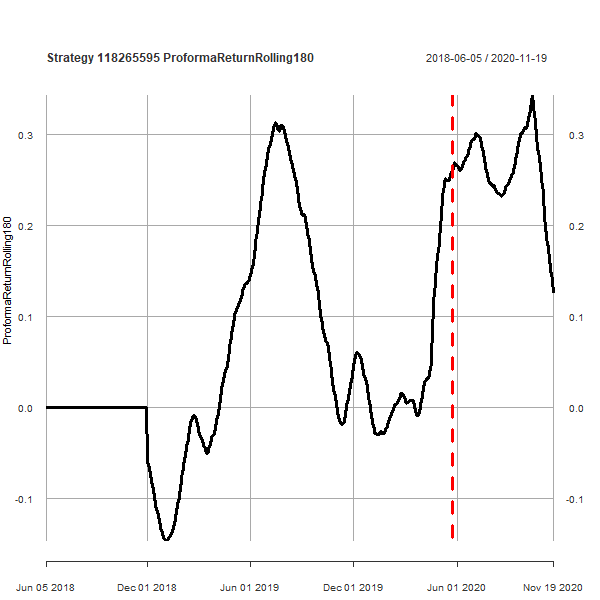 Strategy 118265595 ProformaReturnRolling180
2018-06-05 / 2020-11-19
ProformaReturnRolling180
0.3
0.3
0.2
0.2
0.1
0.1
0.0
0.0
-0.1
-0.1
Jun 05 2018
Dec 01 2018
Jun 01 2019
Dec 01 2019
Jun 01 2020
Nov 19 2020